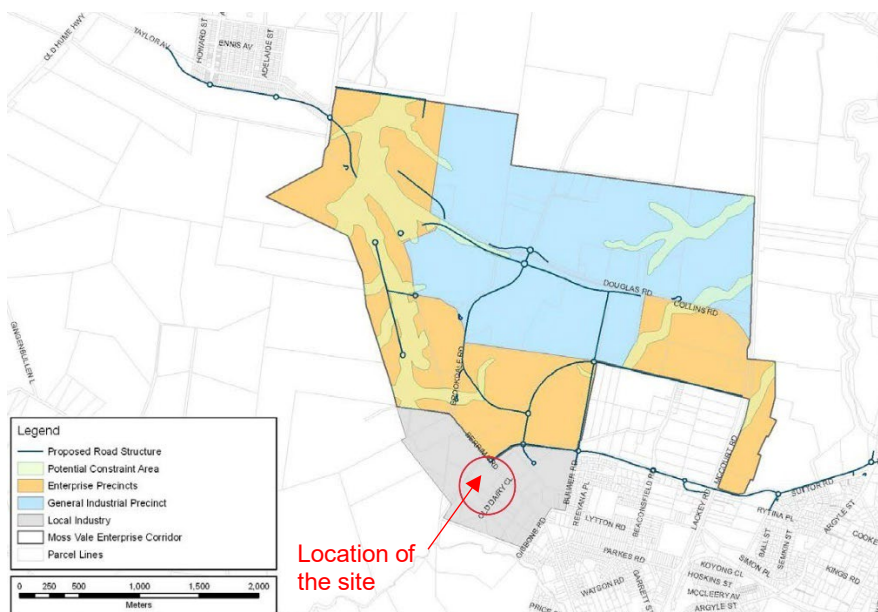 OLD HUME HWY
TAYLOR AV
HOWARD ST
ENNIS AV
ADELAIDE ST
DOUGLAS RD
COLLINS RD
GINGENBULLEN L
BROOKDALE RD
BERRIMA RD
OLD DAIRY CL
BULWER RD
REEYANA PL
GIBBONS RD
LYTTON RD
BEACONSFIELD R
PARKES RD
LACKEY RD
MCCOURT RD
SUTTOR RD
RYTINA PL
ARGYLE ST
BALL ST
SEMKIN ST
SIMON PL
COOKE
KINGS RD
KOYONG CL
HOSKINS ST
MCCLEERY AV
ARGYLE ST
WATSON RD
GARRETT ST
PRICE
Legend
Proposed Road Structure
Potential Constraint Area
Enterprise Precincts
General Industrial Precinct
Local Industry
Moss Vale Enterprise Corridor
Parcel Lines
0 250 500 1,000 1,500 2,000
Meters
Location of
the site